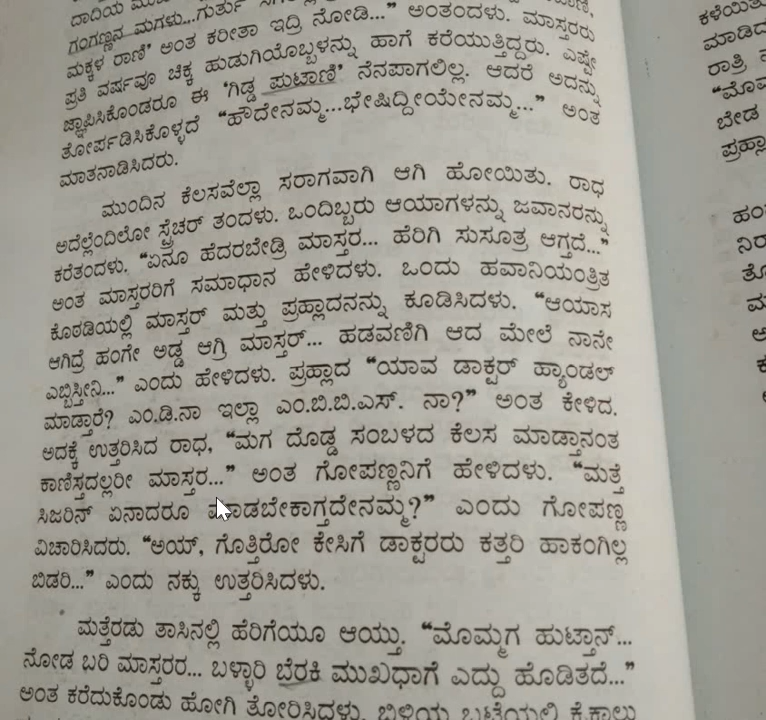 ಗಂಗಣ್ಣನ ಮಗಳು...ಗುರ್ತು
ಮಕ್ಕಳ ರಾಣಿ' ಅಂತ ಕರೀತಾ ಇದ್ರಿ ನೋಡಿ..." ಅಂತಂದಳು. ಮಾಸ್ತರರು
ಪ್ರತಿ ವರ್ಷವೂ ಚಿಕ್ಕ ಹುಡುಗಿಯೊಬ್ಬಳನ್ನು ಹಾಗೆ ಕರೆಯುತ್ತಿದ್ದರು. ಎಷ್ಟೇ
ಜ್ಞಾಪಿಸಿಕೊಂಡರೂ ಈ 'ಗಿಡ್ಡ ಪುಟಾಣಿ' ನೆನಪಾಗಲಿಲ್ಲ. ಆದರೆ ಅದನ್ನು
ತೋರ್ಪಡಿಸಿಕೊಳ್ಳದೆ "ಹೌದೇನಮ್ಮ...ಭೇಷಿದ್ದೀಯೇನಮ್ಮ..." ಅಂತ
ಮಾತನಾಡಿಸಿದರು.
ಮುಂದಿನ ಕೆಲಸವೆಲ್ಲಾ ಸರಾಗವಾಗಿ ಆಗಿ ಹೋಯಿತು. ರಾಧ
ಅದೆಲ್ಲೆಂದಿಲೋ ಸ್ಟ್ರೆಚರ್ ತಂದಳು. ಒಂದಿಬ್ಬರು ಆಯಾಗಳನ್ನು ಜವಾನರನ್ನು
ಕರೆತಂದಳು. "ಏನೂ ಹೆದರಬೇಡ್ರಿ ಮಾಸ್ತರ... ಹೆರಿಗಿ ಸುಸೂತ್ರ ಆಗ್ತದೆ..."
ಅಂತ ಮಾಸ್ತರರಿಗೆ ಸಮಾಧಾನ ಹೇಳಿದಳು. ಒಂದು ಹವಾನಿಯಂತ್ರಿತ
ಕೊಠಡಿಯಲ್ಲಿ ಮಾಸ್ತರ್ ಮತ್ತು ಪ್ರಹ್ಲಾದನನ್ನು ಕೂಡಿಸಿದಳು. "ಆಯಾಸ
ಆಗಿದ್ರೆ ಹಂಗೇ ಅಡ್ಡ ಆಗ್ರಿ ಮಾಸ್ತರ್... ಹಡವಣಿಗಿ ಆದ ಮೇಲೆ ನಾನೇ
ಎಬ್ಬಿಸ್ತೀನಿ..." ಎಂದು ಹೇಳಿದಳು. ಪ್ರಹ್ಲಾದ "ಯಾವ ಡಾಕ್ಟರ್ ಹ್ಯಾಂಡಲ್
ಮಾಡ್ತಾರೆ? ಎಂ.ಡಿ.ನಾ ಇಲ್ಲಾ ಎಂ.ಬಿ.ಬಿ.ಎಸ್. ನಾ?" ಅಂತ ಕೇಳಿದ.
ಅದಕ್ಕೆ ಉತ್ತರಿಸಿದ ರಾಧ, "ಮಗ ದೊಡ್ಡ ಸಂಬಳದ ಕೆಲಸ ಮಾಡ್ತಾನಂತ
ಕಾಣಿಸ್ತದಲ್ಲರೀ ಮಾಸ್ತರ..." ಅಂತ ಗೋಪಣ್ಣನಿಗೆ ಹೇಳಿದಳು. "ಮತ್ತೆ
ಸಿಜರಿನ್ ಏನಾದರೂ ಮಾಡಬೇಕಾಗ್ತದೇನಮ್ಮ?" ಎಂದು ಗೋಪಣ್ಣ
ವಿಚಾರಿಸಿದರು. "ಅಯ್, ಗೊತ್ತಿರೋ ಕೇಸಿಗೆ ಡಾಕ್ಟರರು ಕತ್ತರಿ ಹಾಕಂಗಿಲ್ಲ
ಬಿಡರಿ..." ಎಂದು ನಕ್ಕು ಉತ್ತರಿಸಿದಳು.
ಮತ್ತೆರಡು ತಾಸಿನಲ್ಲಿ ಹೆರಿಗೆಯೂ ಆಯ್ತು. "ಮೊಮ್ಮಗ ಹುಟ್ತಾನ್...
ನೋಡ ಬರಿ ಮಾಸ್ತರರ... ಬಳ್ಳಾರಿ ಬೆರಕಿ ಮುಖಧಾಗೆ ಎದ್ದು ಹೊಡಿತದೆ..."
ಅಂತ ಕರೆದುಕೊಂಡು ಹೋಗಿ ತೋರಿಸಿದಳು. ಬಿಳಿಯ ಬಟ್ಟೆಯಲ್ಲಿ ಕೈಕಾಲು